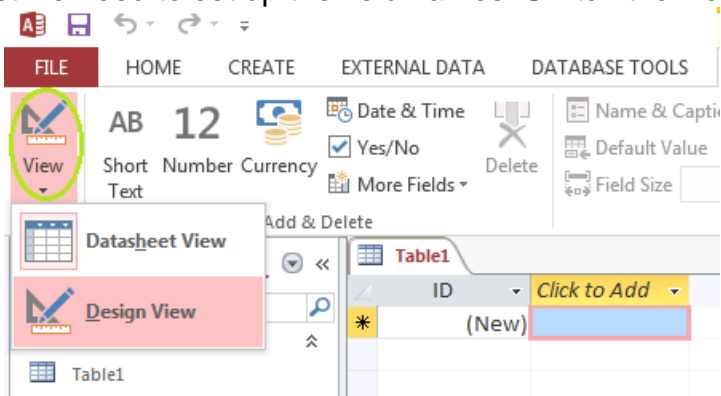 FILE HOME CREATE EXTERNAL DATA DATABASE TOOLS
View
AB
Short
Text
12
Number
Currency
Date & Time
Yes/No
More Fields
Delete
Name & Capti
Default Value
Field Size
Add & Delete
Datasheet View
Design View
Table1
Table1
ID Click to Add
(New)